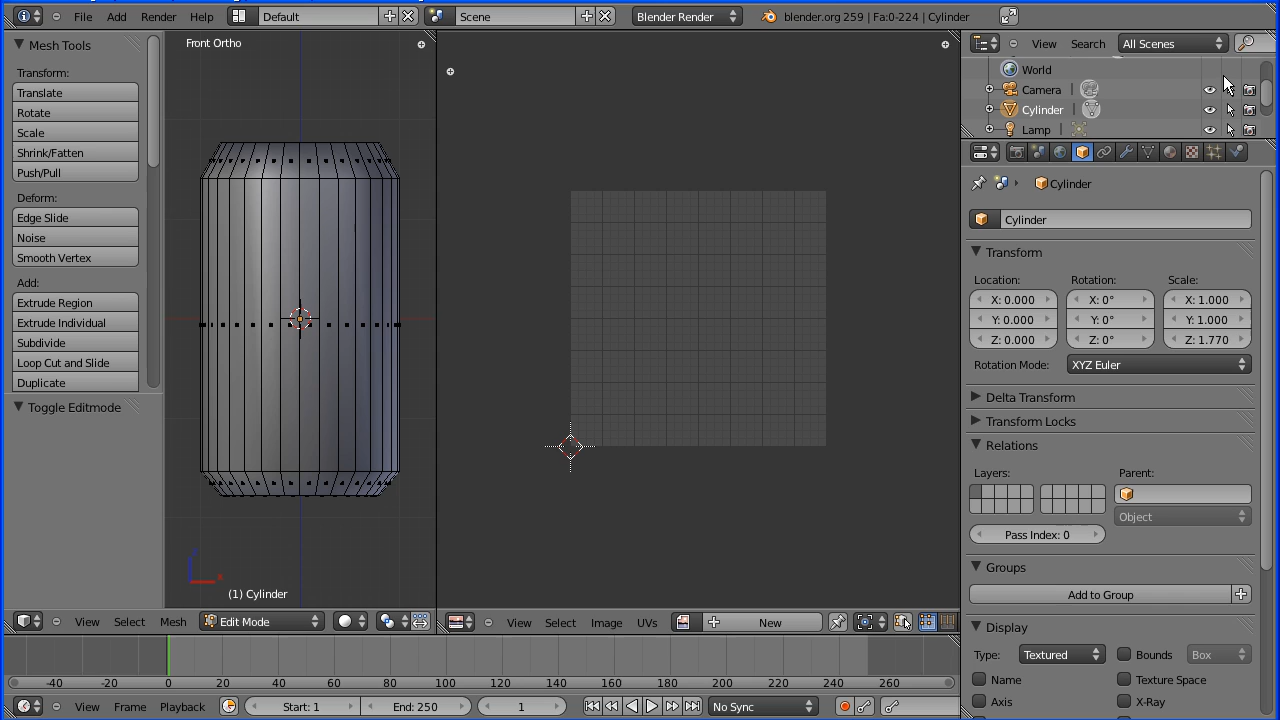 File Add Render Help Default Scene Blender Render blender.org 259 | Fa:0-224 | Cylinder
Mesh Tools
Transform:
Translate
Rotate
Scale
Shrink/Fatten
Push/Pull
Deform:
Edge Slide
Noise
Smooth Vertex
Add:
Extrude Region
Extrude Individual
Subdivide
Loop Cut and Slide
Duplicate
Toggle Editmode
Front Ortho
(1) Cylinder
View Select Mesh Edit Mode
View Select Image UVs New
View Search All Scenes
World
Camera
Cylinder
Lamp
Cylinder
Cylinder
Transform
Location: Rotation: Scale:
X: 0.000 X: 0° X: 1.000
Y: 0.000 Y: 0° Y: 1.000
Z: 0.000 Z: 0° Z: 1.770
Rotation Mode: XYZ Euler
Delta Transform
Transform Locks
Relations
Layers: Parent:
Object
Pass Index: 0
Groups
Add to Group
Display
Type: Textured Bounds Box
Name Texture Space
Axis X-Ray
-40 -20 0 20 40 60 80 100 120 140 160 180 200 220 240 260
View Frame Playback Start: 1 End: 250 1 No Sync